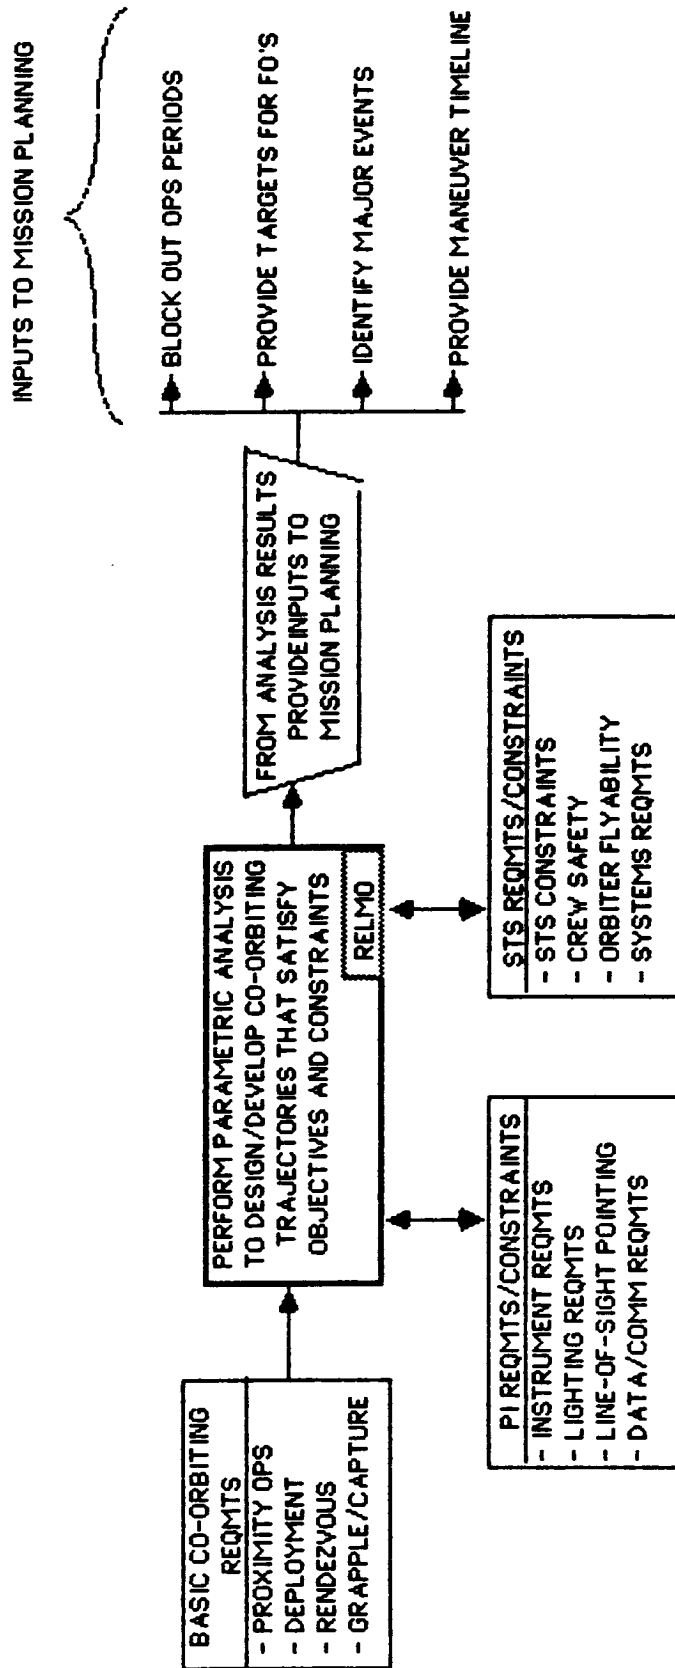 BASIC CO-ORBITING
REQMTS
- PROXIMITY OPS
- DEPLOYMENT
- RENDEZVOUS
- GRAPPLE/CAPTURE
PERFORM PARAMETRIC ANALYSIS
TO DESIGN/DEVELOP CO-ORBITING
TRAJECTORIES THAT SATISFY
OBJECTIVES AND CONSTRAINTS
RELMO
PI REQMTS/CONSTRAINTS
- INSTRUMENT REQMTS
- LIGHTING REQMTS
- LINE-OF-SIGHT POINTING
- DATA/COMM REQMTS
STS REQMTS/CONSTRAINTS
- STS CONSTRAINTS
- CREW SAFETY
- ORBITER FLYABILITY
- SYSTEMS REQMTS
FROM ANALYSIS RESULTS
PROVIDEINPUTS TO
MISSION PLANNING
INPUTS TO MISSION PLANNING
BLOCK OUT OPS PERIODS
PROVIDE TARGETS FOR FO'S
IDENTIFY MAJOR EVENTS
PROVIDE MANEUVER TIMELINE